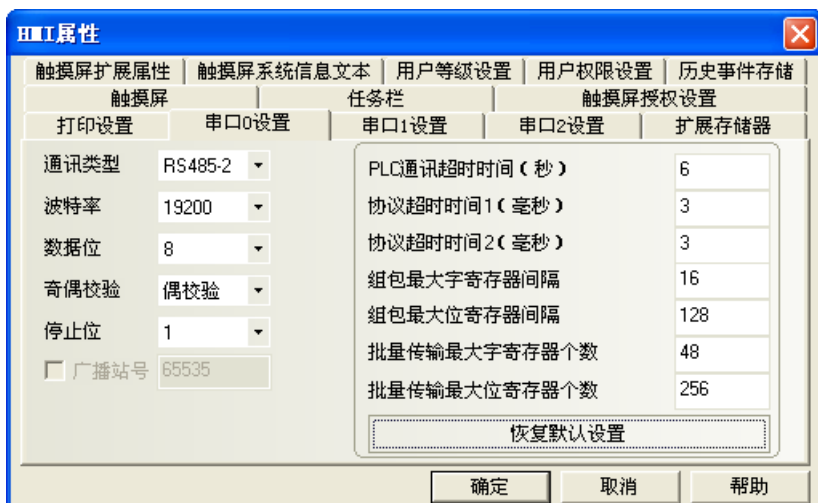 HMI属性
触摸屏扩展属性 触摸屏系统信息文本 用户等级设置 用户权限设置 历史事件存储
触摸屏 任务栏 触摸屏授权设置
打印设置 串口0设置 串口1设置 串口2设置 扩展存储器
通讯类型 RS485-2
波特率 19200
数据位 8
奇偶校验 偶校验
停止位 1
广播站号 65535
PLC通讯超时时间(秒) 6
协议超时时间1(毫秒) 3
协议超时时间2(毫秒) 3
组包最大字寄存器间隔 16
组包最大位寄存器间隔 128
批量传输最大字寄存器个数 48
批量传输最大位寄存器个数 256
恢复默认设置
确定 取消 帮助